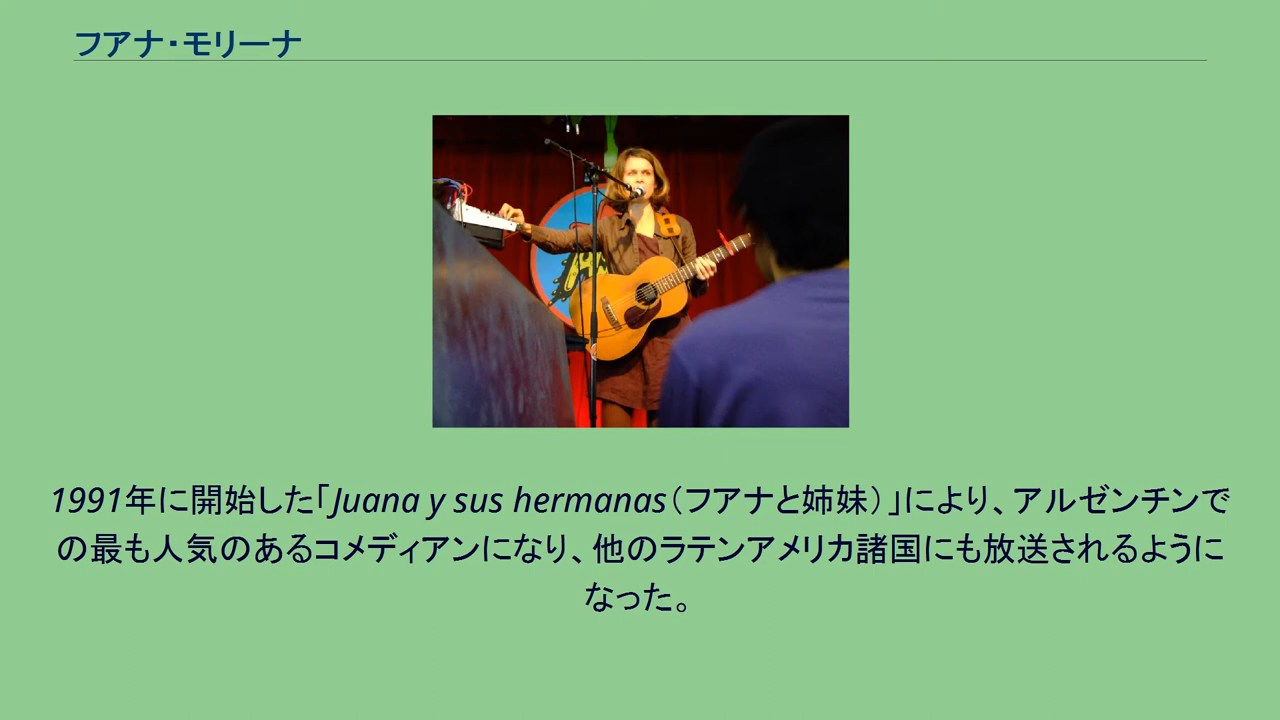 フアナ・モリーナ
1991年に開始した「Juana y sus hermanas（フアナと姉妹）」により、アルゼンチンで
の最も人気のあるコメディアンになり、他のラテンアメリカ諸国にも放送されるように
なった。